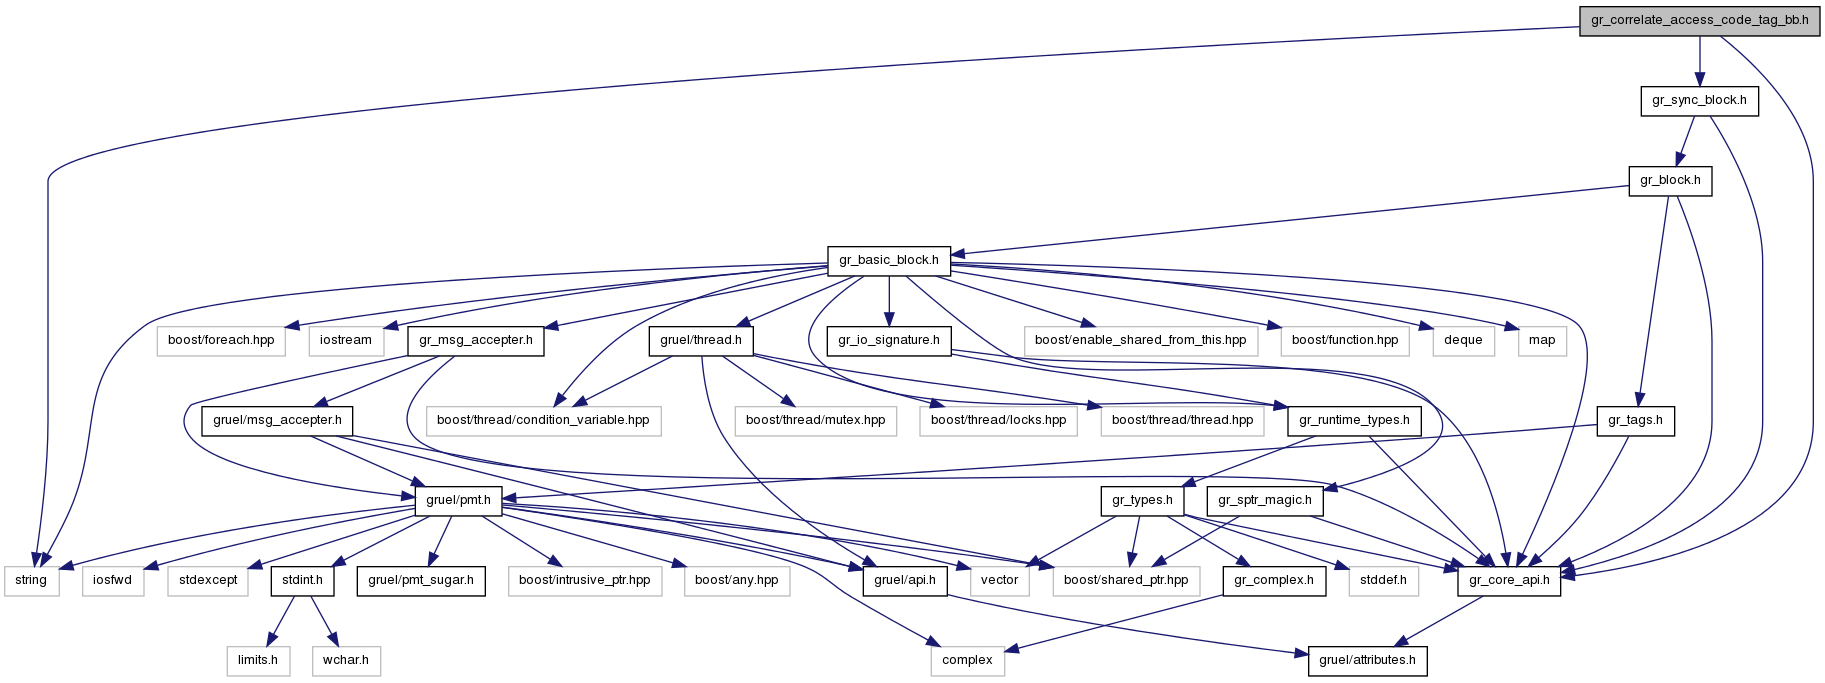 gr_correlate_access_code_tag_bb.h
gr_sync_block.h
gr_block.h
gr_basic_block.h
boost/foreach.hpp
iostream
gr_msg_accepter.h
gruel/thread.h
gr_io_signature.h
boost/enable_shared_from_this.hpp
boost/function.hpp
deque
map
gruel/msg_accepter.h
boost/thread/condition_variable.hpp
boost/thread/mutex.hpp
boost/thread/locks.hpp
boost/thread/thread.hpp
gr_runtime_types.h
gr_tags.h
gruel/pmt.h
gr_types.h
gr_sptr_magic.h
string
iosfwd
stdexcept
stdint.h
gruel/pmt_sugar.h
boost/intrusive_ptr.hpp
boost/any.hpp
gruel/api.h
vector
boost/shared_ptr.hpp
gr_complex.h
stddef.h
gr_core_api.h
limits.h
wchar.h
complex
gruel/attributes.h